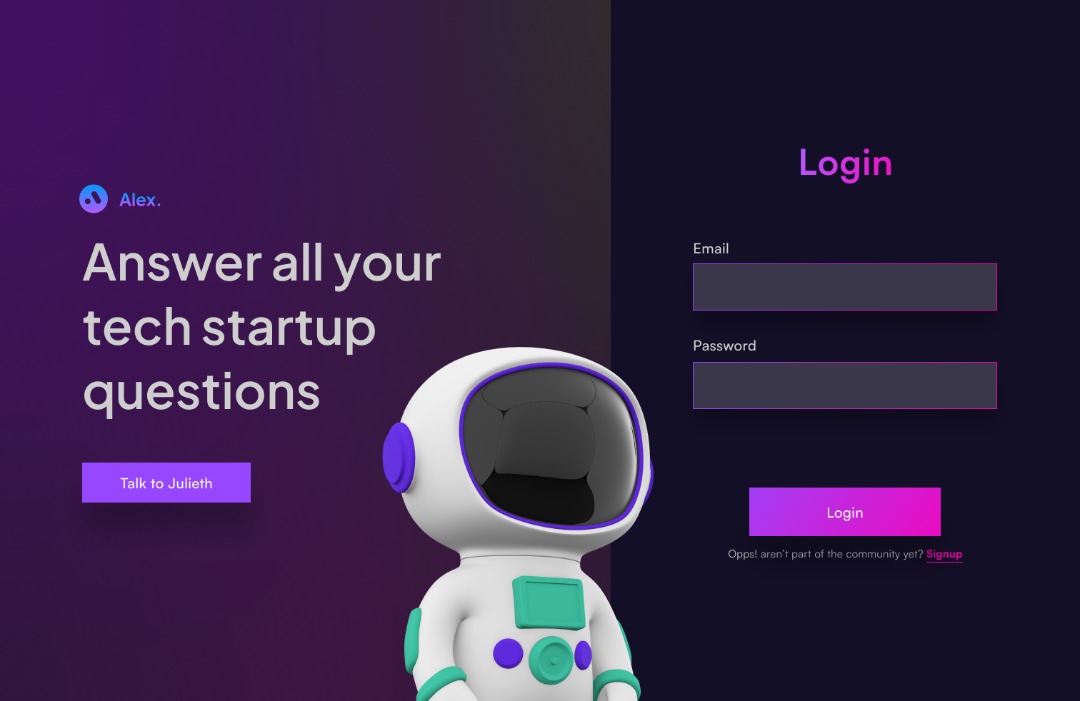 Alex.
Answer all your
tech startup
questions
Talk to Julieth
Login
Email
Password
Login
Opps! aren't part of the community yet? Signup